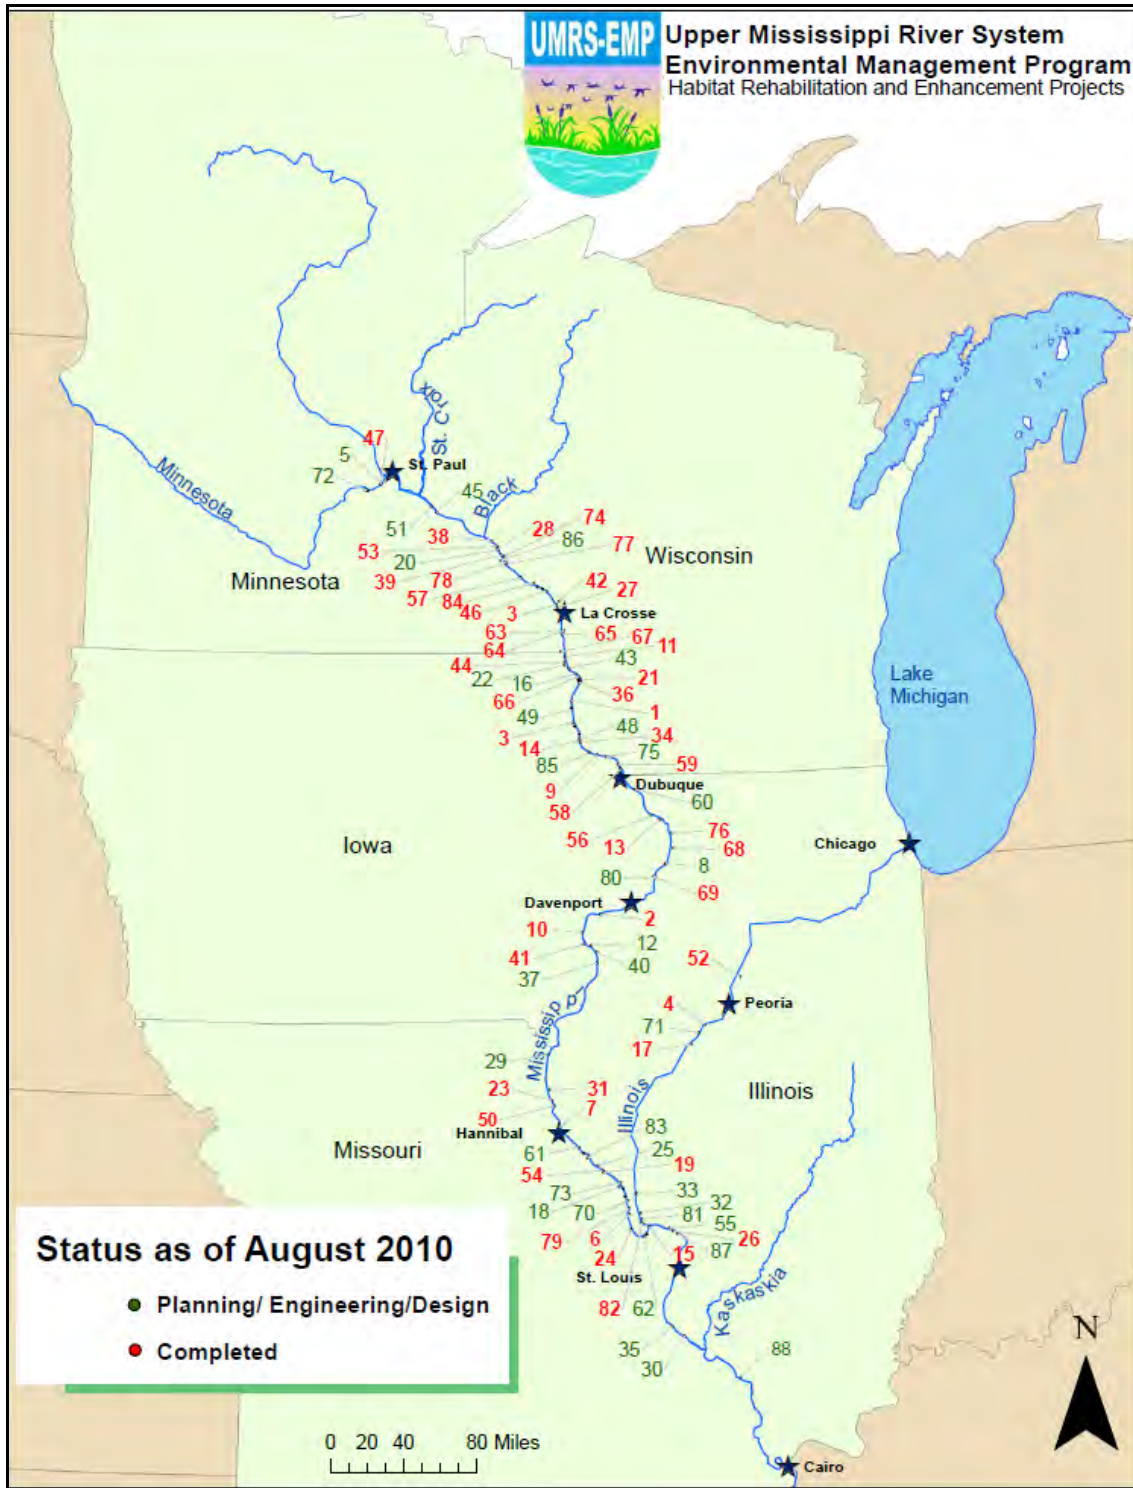 UMRS-EMP
Upper Mississippi River System
Environmental Management Program
Habitat Rehabilitation and Enhancement Projects
47
5
St. Paul
72
St. Croix
Minnesota
45
Black
51
38
28
74
86
77
53
20
Wisconsin
39
78
Minnesota
57
84
46
3
42
27
La Crosse
63
65
67
11
64
44
43
22
16
21
66
36
49
1
48
34
3
14
75
85
59
Dubuque
9
60
58
56
13
76
68
Iowa
Chicago
Lake
Michigan
80
8
69
Davenport
2
10
12
41
40
37
52
Peoria
4
71
17
Mississippi
29
23
31
7
50
Illinois
Illinois
Hannibal
83
Missouri
61
25
54
19
73
33
18
70
32
81
55
79
6
26
24
15
87
St. Louis
82
62
Kaskaskia
35
30
88
Status as of August 2010
Planning/ Engineering/Design
Completed
N
0 20 40 80 Miles
Cairo